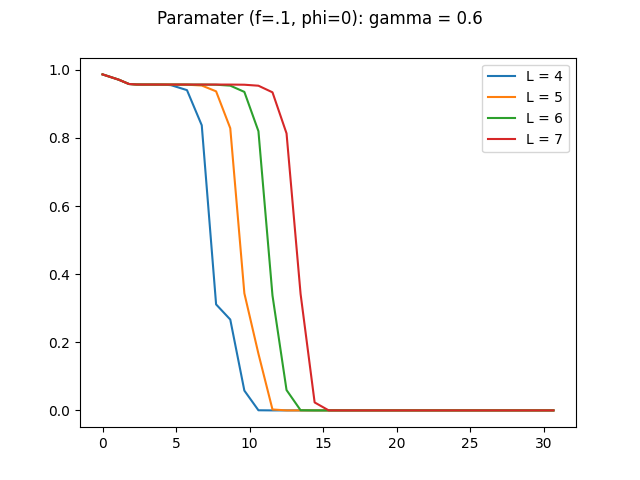 Paramater (f=.1, phi=0): gamma = 0.6
1.0
0.8
0.6
0.4
0.2
0.0
L = 4
L = 5
L = 6
L = 7
0 5 10 15 20 25 30